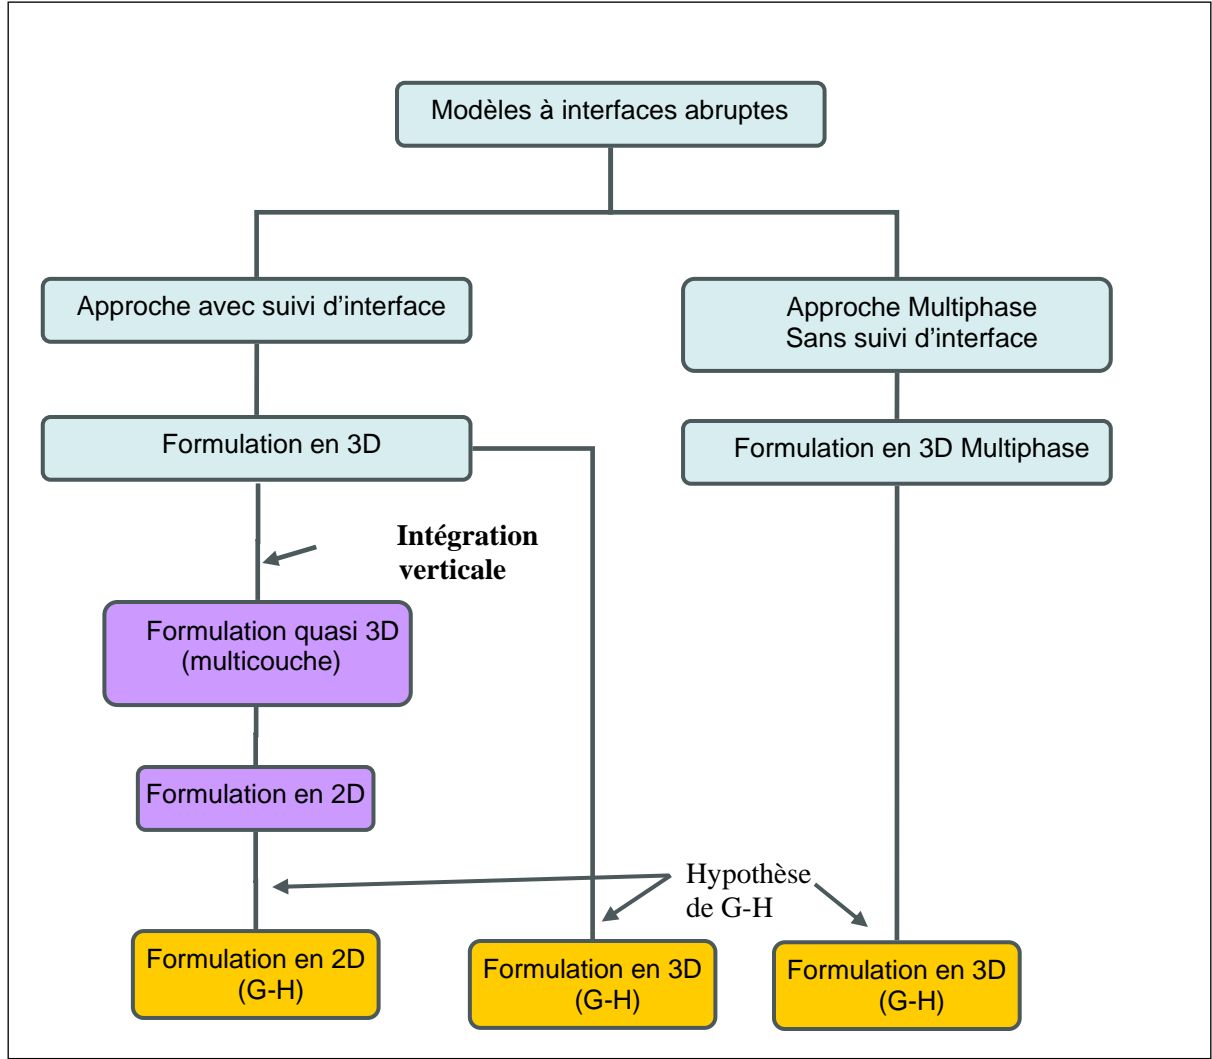 Modèles à interfaces abruptes
Approche avec suivi d'interface
Approche Multiphase
Sans suivi d'interface
Formulation en 3D
Formulation en 3D Multiphase
Intégration
verticale
Formulation quasi 3D
(multicouche)
Formulation en 2D
Hypothèse
de G-H
Formulation en 2D
(G-H)
Formulation en 3D
(G-H)
Formulation en 3D
(G-H)